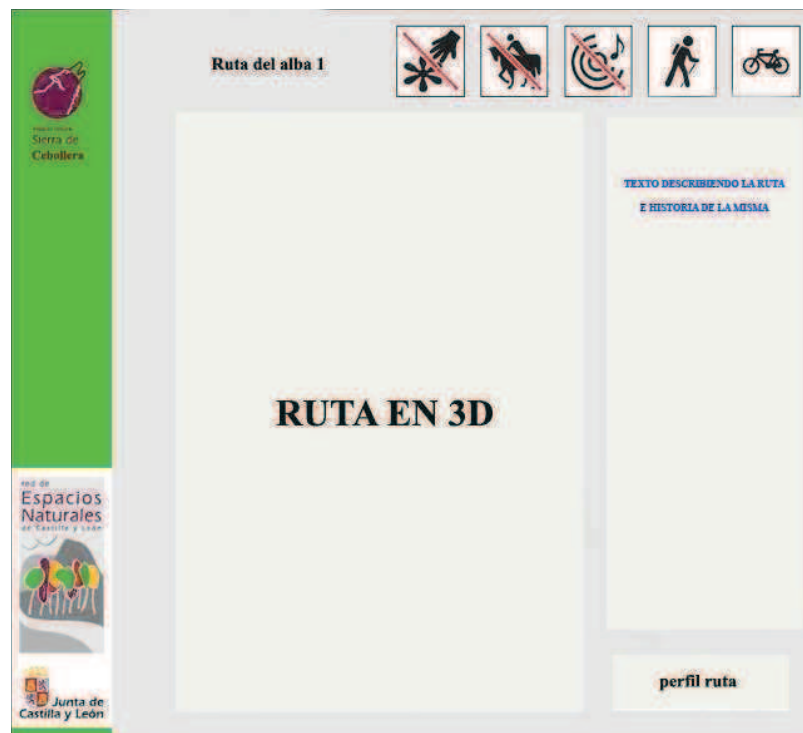 Ruta del alba 1
Sierra de
Cebollera
TEXTO DESCRIBIENDO LA RUTA
E HISTORIA DE LA MISMA
RUTA EN 3D
red de
Espacios
Naturales
de Castilla y León
perfil ruta
Junta de
Castilla y León